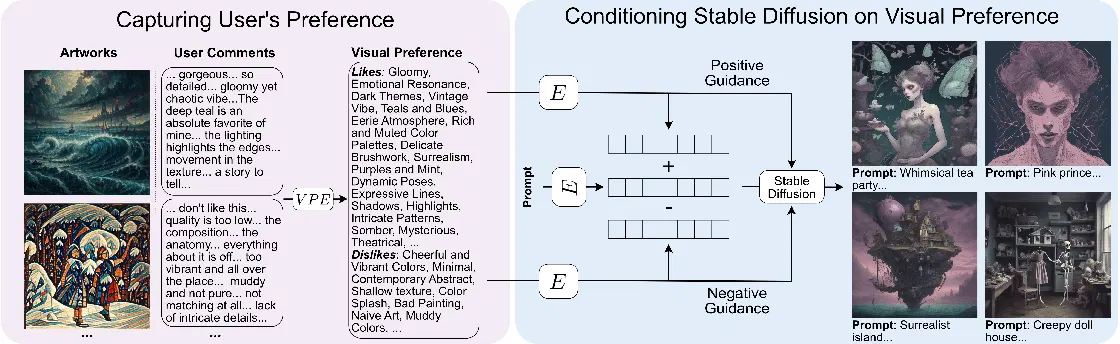 Capturing User's Preference
Artworks
User Comments
... gorgeous... so
detailed... gloomy yet
chaotic vibe...The
deep teal is an
absolute favorite of
mine... the lighting
highlights the edges...
movement in the
texture... a story to
tell...
... don't like this...
quality is too low... the
composition... the
anatomy... everything
about it is off... too
vibrant and all over
the place... muddy
and not pure... not
matching at all... lack
of intricate details...
...
...
VPE
Visual Preference
Likes: Gloomy,
Emotional Resonance,
Dark Themes, Vintage
Vibe, Teals and Blues,
Eerie Atmosphere, Rich
and Muted Color
Palettes, Delicate
Brushwork, Surrealism,
Purples and Mint,
Dynamic Poses,
Expressive Lines,
Shadows, Highlights,
Intricate Patterns,
Somber, Mysterious,
Theatrical, ...
Dislikes: Cheerful and
Vibrant Colors, Minimal,
Contemporary Abstract,
Shallow texture, Color
Splash, Bad Painting,
Naive Art, Muddy
Colors, ...
Conditioning Stable Diffusion on Visual Preference
E
Positive
Guidance
Prompt
E
+
-
Stable
Diffusion
E
Negative
Guidance
Prompt: Whimsical tea
party...
Prompt: Pink prince...
Prompt: Surrealist
island...
Prompt: Creepy doll
house...